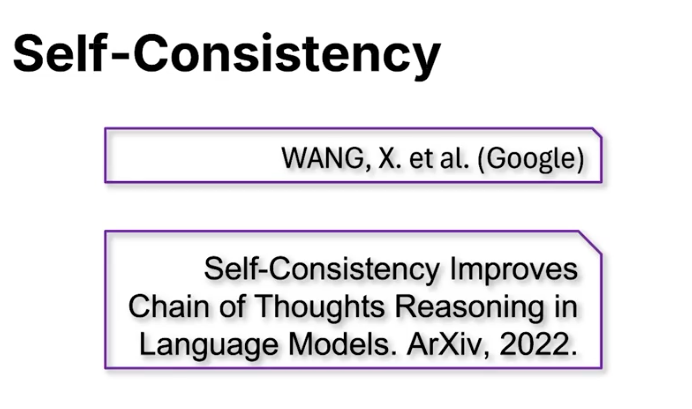 Self-Consistency
WANG, X. et al. (Google)
Self-Consistency Improves
Chain of Thoughts Reasoning in
Language Models. ArXiv, 2022.